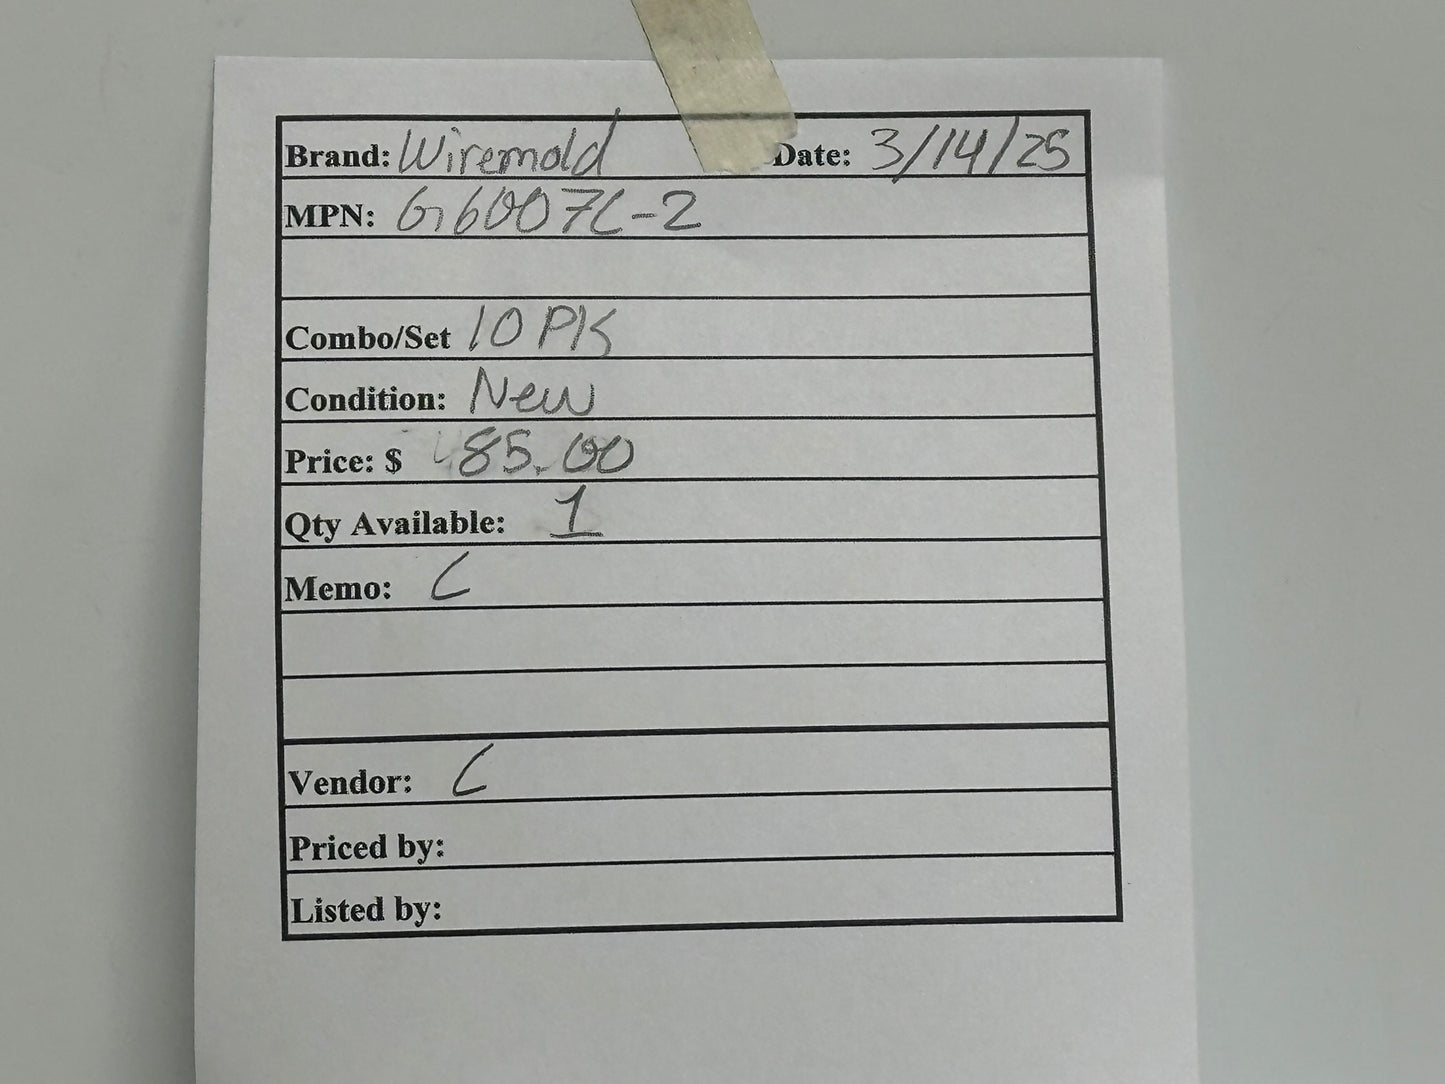 Brand: Wiremold Date: 3/14/25
MPN: G6007C-2
Combo/Set 10 PK
Condition: New
Price: $ 85.00
Qty Available: 1
Memo: C
Vendor: C
Priced by:
Listed by: